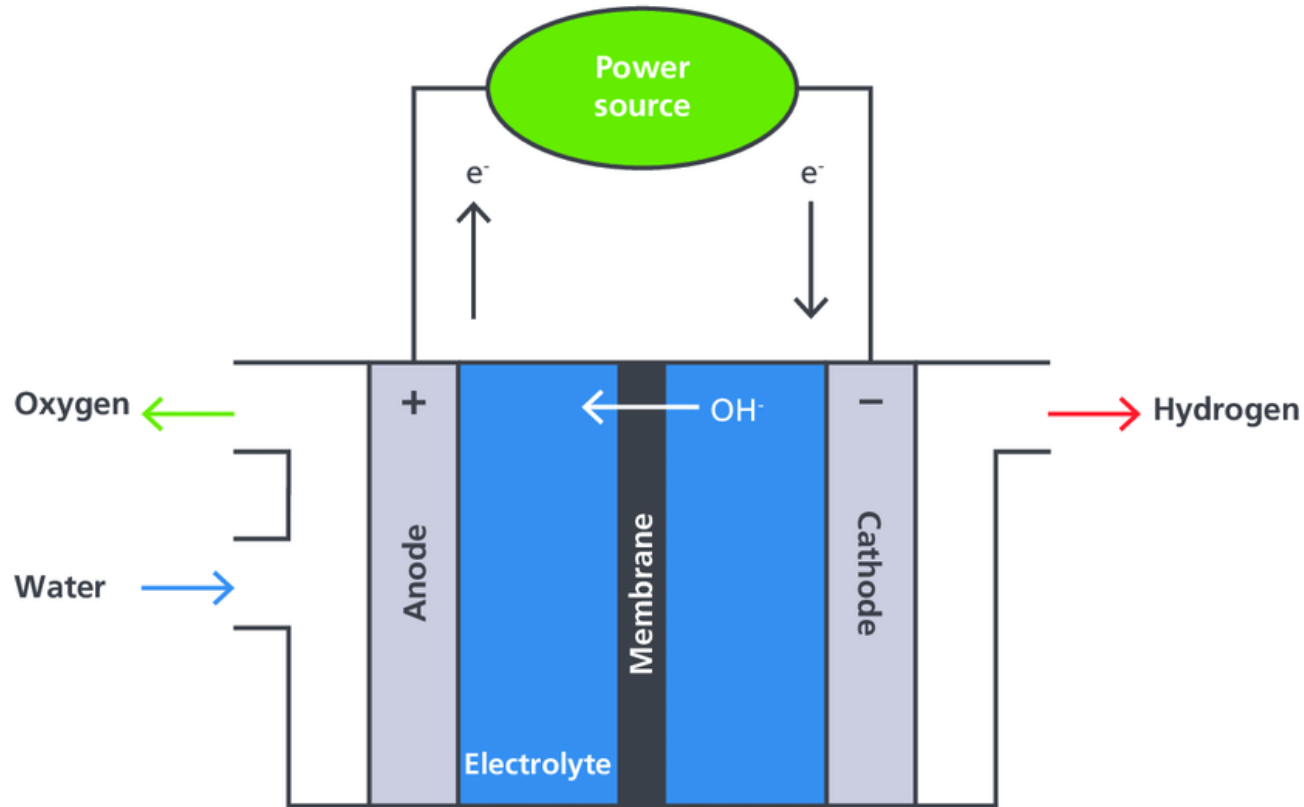 Power
source
e-
e-
Oxygen
+
OH-
−
Hydrogen
Water
Anode
Membrane
Cathode
Electrolyte